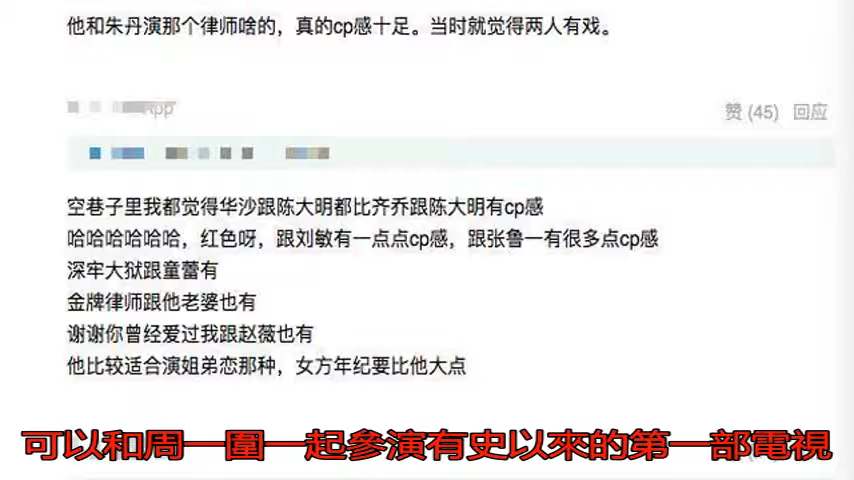 他和朱丹演那个律师啥的，真的cp感十足。当时就觉得两人有戏。
赞 (45) 回应
空巷子里我都觉得华沙跟陈大明都比齐乔跟陈大明有cp感
哈哈哈哈哈哈，红色呀，跟刘敏有一点点cp感，跟张鲁一有很多点cp感
深牢大狱跟童蕾有
金牌律师跟他老婆也有
谢谢你曾经爱过我跟赵薇也有
他比较适合演姐弟恋那种，女方年纪要比他大点
可以和周一圍一起參演有史以來的第一部電視